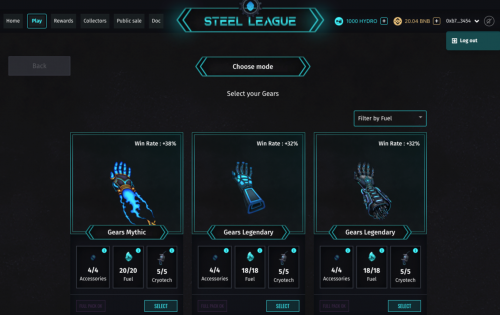 Home Play Rewards Collectors Public sale Doc STEEL LEAGUE 1000 HYDRO 20.04 BNB
Log out
Back
Choose mode
Select your Gears
Filter by Fuel
Win Rate : +38% Win Rate : +32% Win Rate : +32%
Gears Mythic Gears Legendary Gears Legendary
4/4 20/20 5/5 4/4 18/18 5/5 4/4 18/18 5/5
Accessories Fuel Cryotech Accessories Fuel Cryotech Accessories Fuel Cryotech
SELECT SELECT SELECT